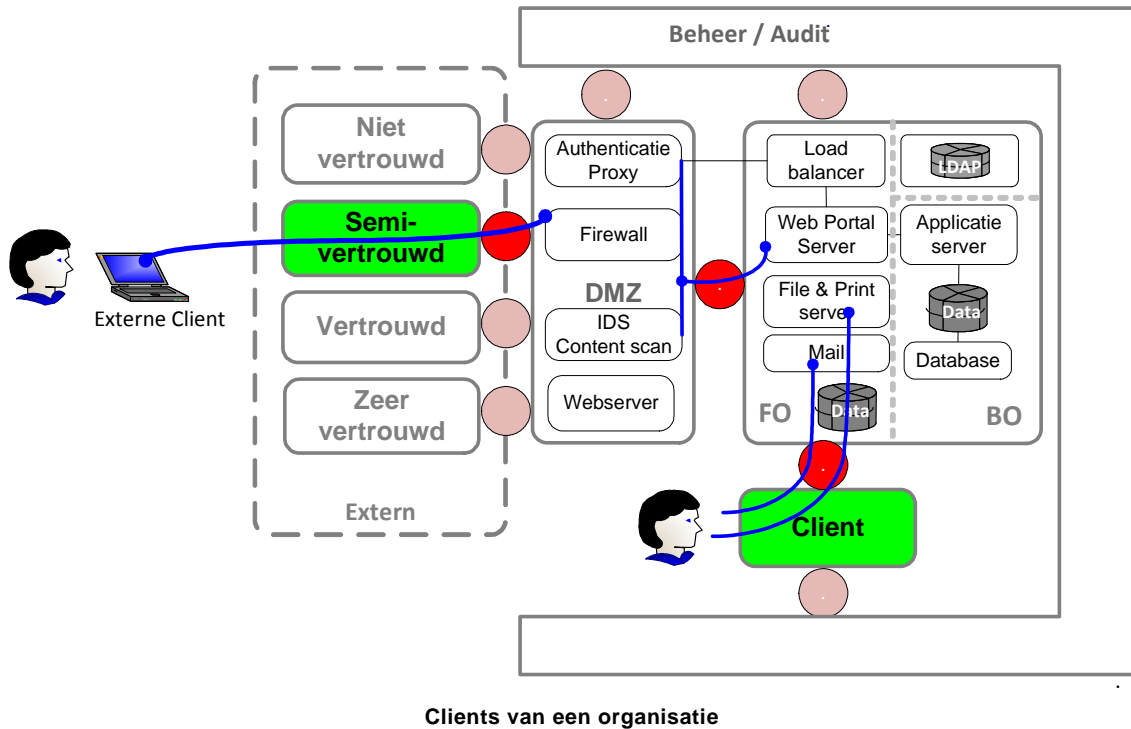 Beheer / Audit
Niet
vertrouwd
Semi-
vertrouwd
Vertrouwd
Zeer
vertrouwd
Extern
Externe Client
Authenticatie
Proxy
Firewall
DMZ
IDS
Content scan
Webserver
Load
balancer
Web Portal
Server
File & Print
server
Mail
Data
FO
LDAP
Applicatie
server
Data
Database
BO
Client
Clients van een organisatie